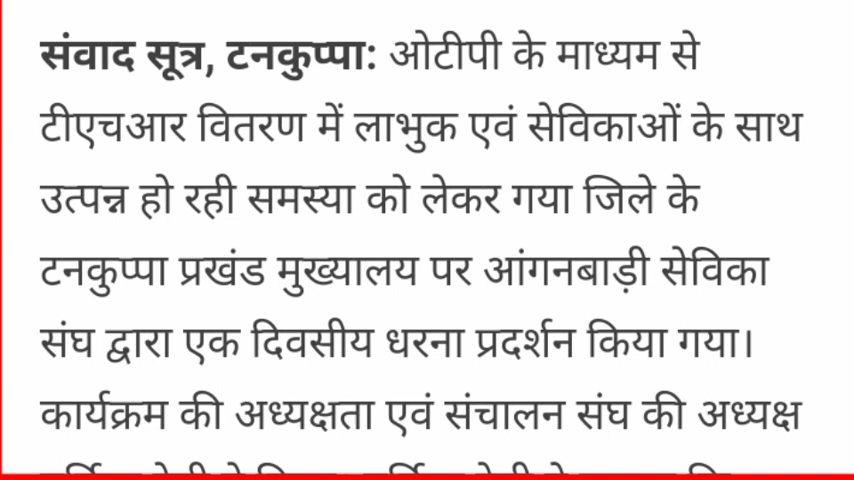 संवाद सूत्र, टनकुप्पा: ओटीपी के माध्यम से
टीएचआर वितरण में लाभुक एवं सेविकाओं के साथ
उत्पन्न हो रही समस्या को लेकर गया जिले के
टनकुप्पा प्रखंड मुख्यालय पर आंगनबाड़ी सेविका
संघ द्वारा एक दिवसीय धरना प्रदर्शन किया गया।
कार्यक्रम की अध्यक्षता एवं संचालन संघ की अध्यक्ष